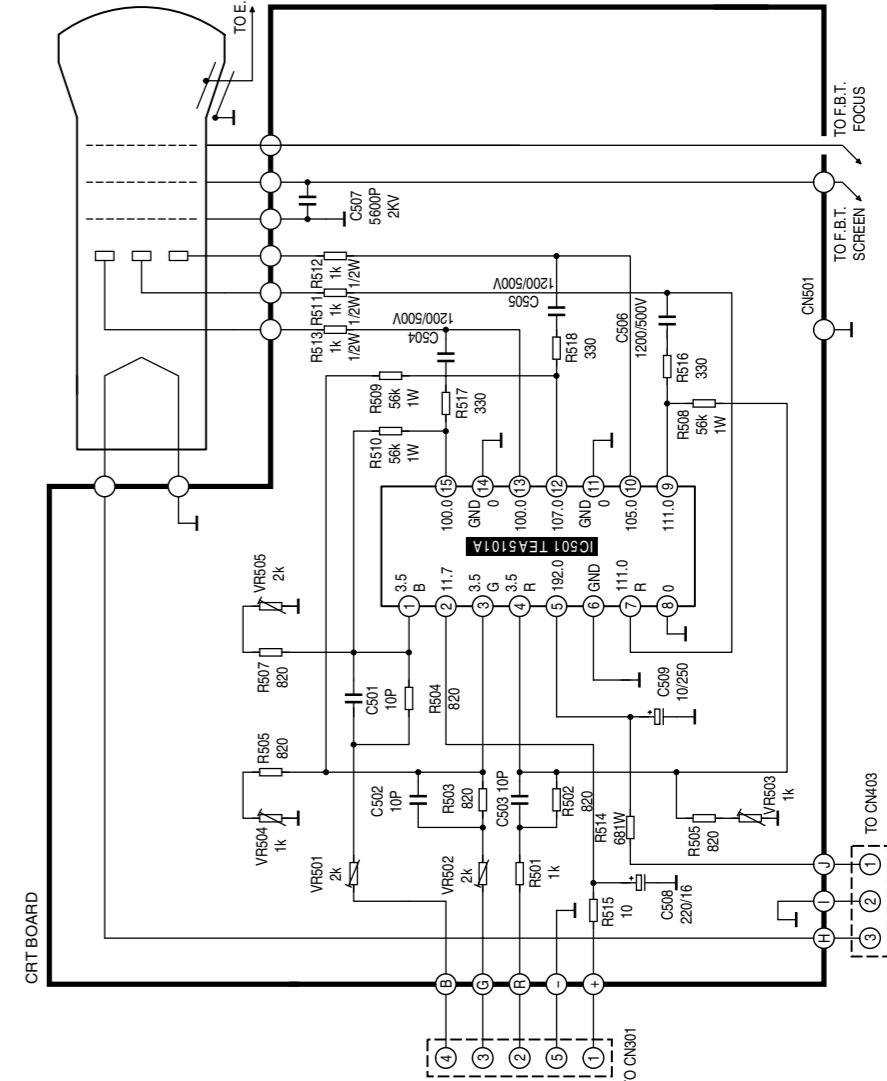 CRT BOARD
TO E.
C507
5600P
2KV
TO F.B.T.
FOCUS
TO F.B.T.
SCREEN
CN501
R512
1k
1/2W
R511
1k
1/2W
R513
1k
1/2W
C504
1200/500V
C505
1200/500V
C506
1200/500V
R518
330
R516
330
R517
330
R509
56k
1W
R510
56k
1W
R508
56k
1W
15
14
13
12
11
10
9
100.0
GND
0
100.0
107.0
GND
0
105.0
111.0
IC501 TEA5101A
3.5
B
11.7
3.5
G
3.5
R
192.0
GND
111.0
R
0
1
2
3
4
5
6
7
8
VR505
2k
R507
820
C501
10P
R504
820
R505
820
VR504
1k
C502
10P
R503
820
C503 10P
R502
820
C509
10/250
VR501
2k
VR502
2k
R501
1k
R514
681W
R505
820
VR503
1k
R515
10
C508
220/16
B
G
R
-
+
4
3
2
5
1
TO CN301
H
I
J
3
2
1
TO CN403